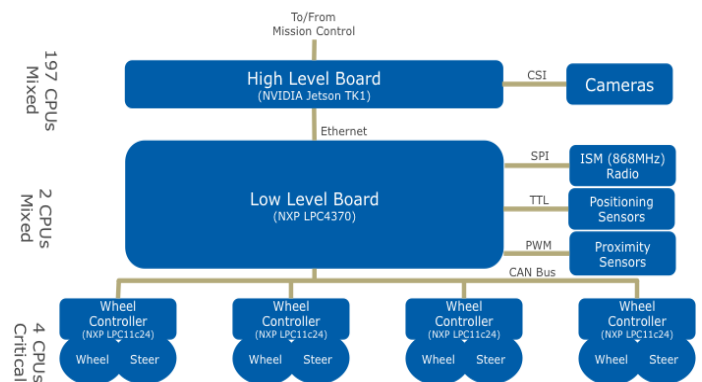 To/From
Mission Control
197 CPUs
Mixed
High Level Board
(NVIDIA Jetson TK1)
CSI
Cameras
Ethernet
2 CPUs
Mixed
Low Level Board
(NXP LPC4370)
SPI
ISM (868MHz)
Radio
TTL
Positioning
Sensors
PWM
Proximity
Sensors
CAN Bus
4 CPUs
Critical
Wheel
Controller
(NXP LPC11c24)
Wheel
Steer
Wheel
Controller
(NXP LPC11c24)
Wheel
Steer
Wheel
Controller
(NXP LPC11c24)
Wheel
Steer
Wheel
Controller
(NXP LPC11c24)
Wheel
Steer